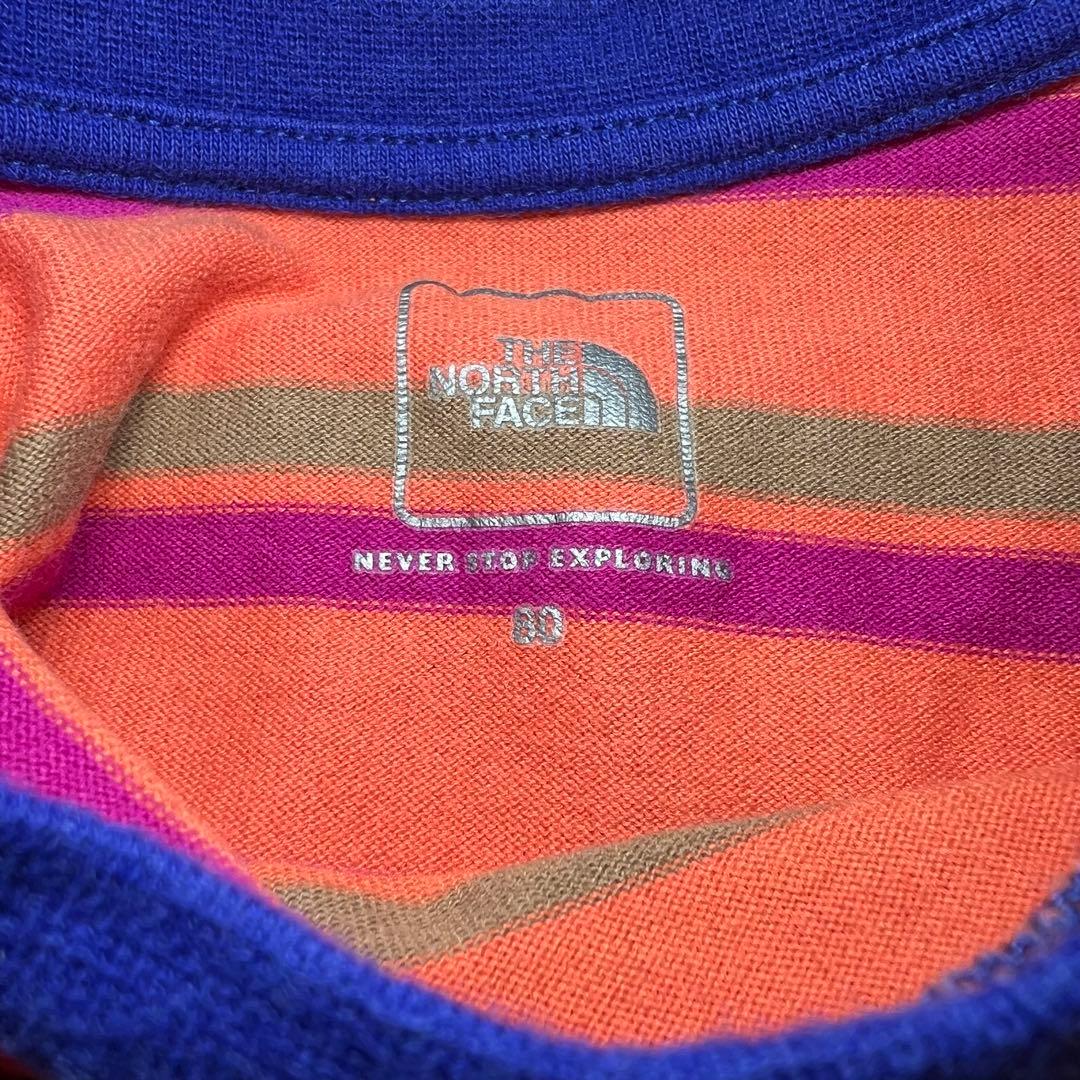 THE
NORTH
FACE
NEVER STOP EXPLORING
80